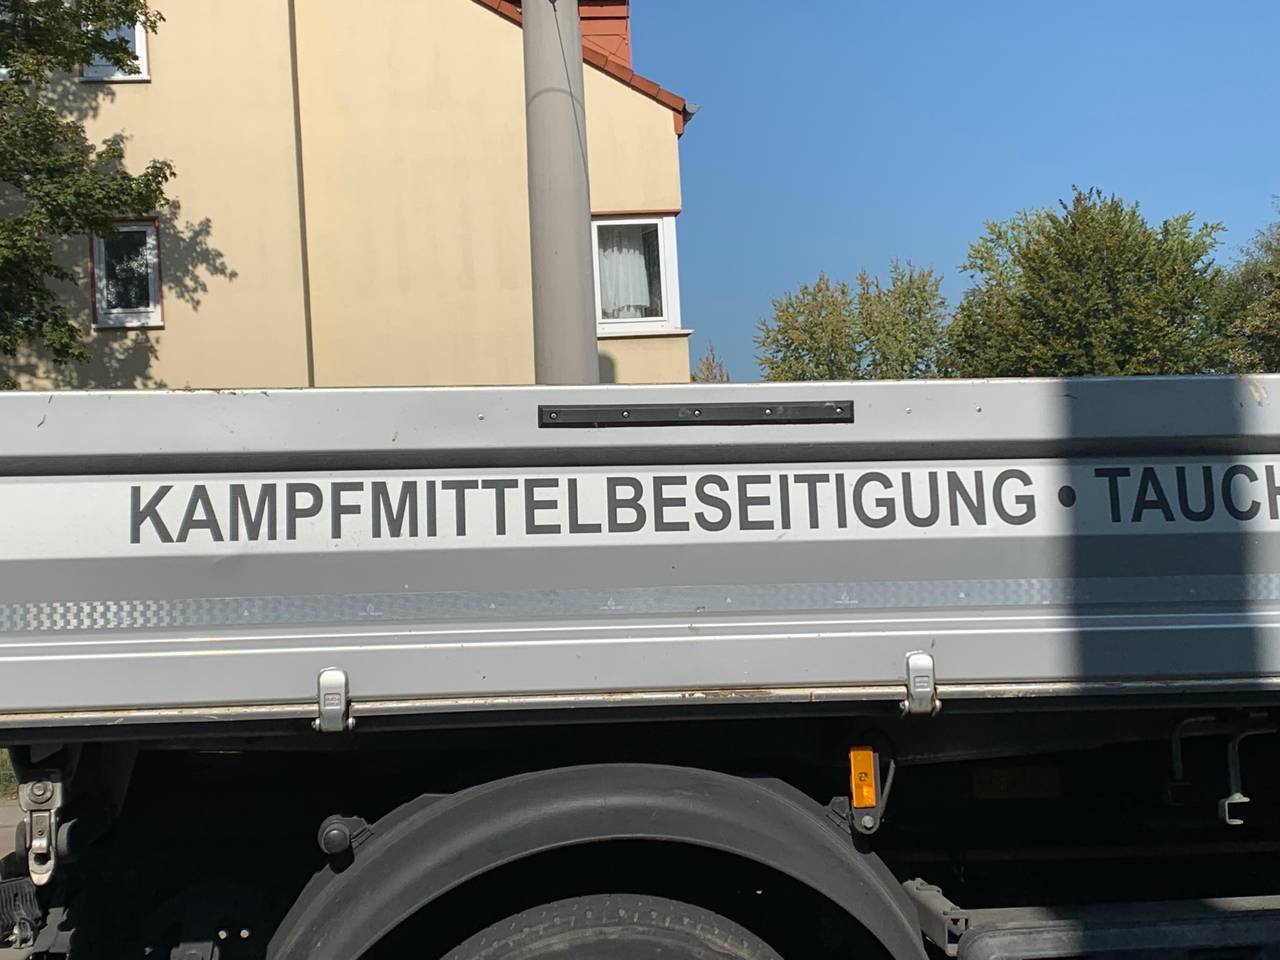 KAMPFMITTELBESEITIGUNG • TAUCH